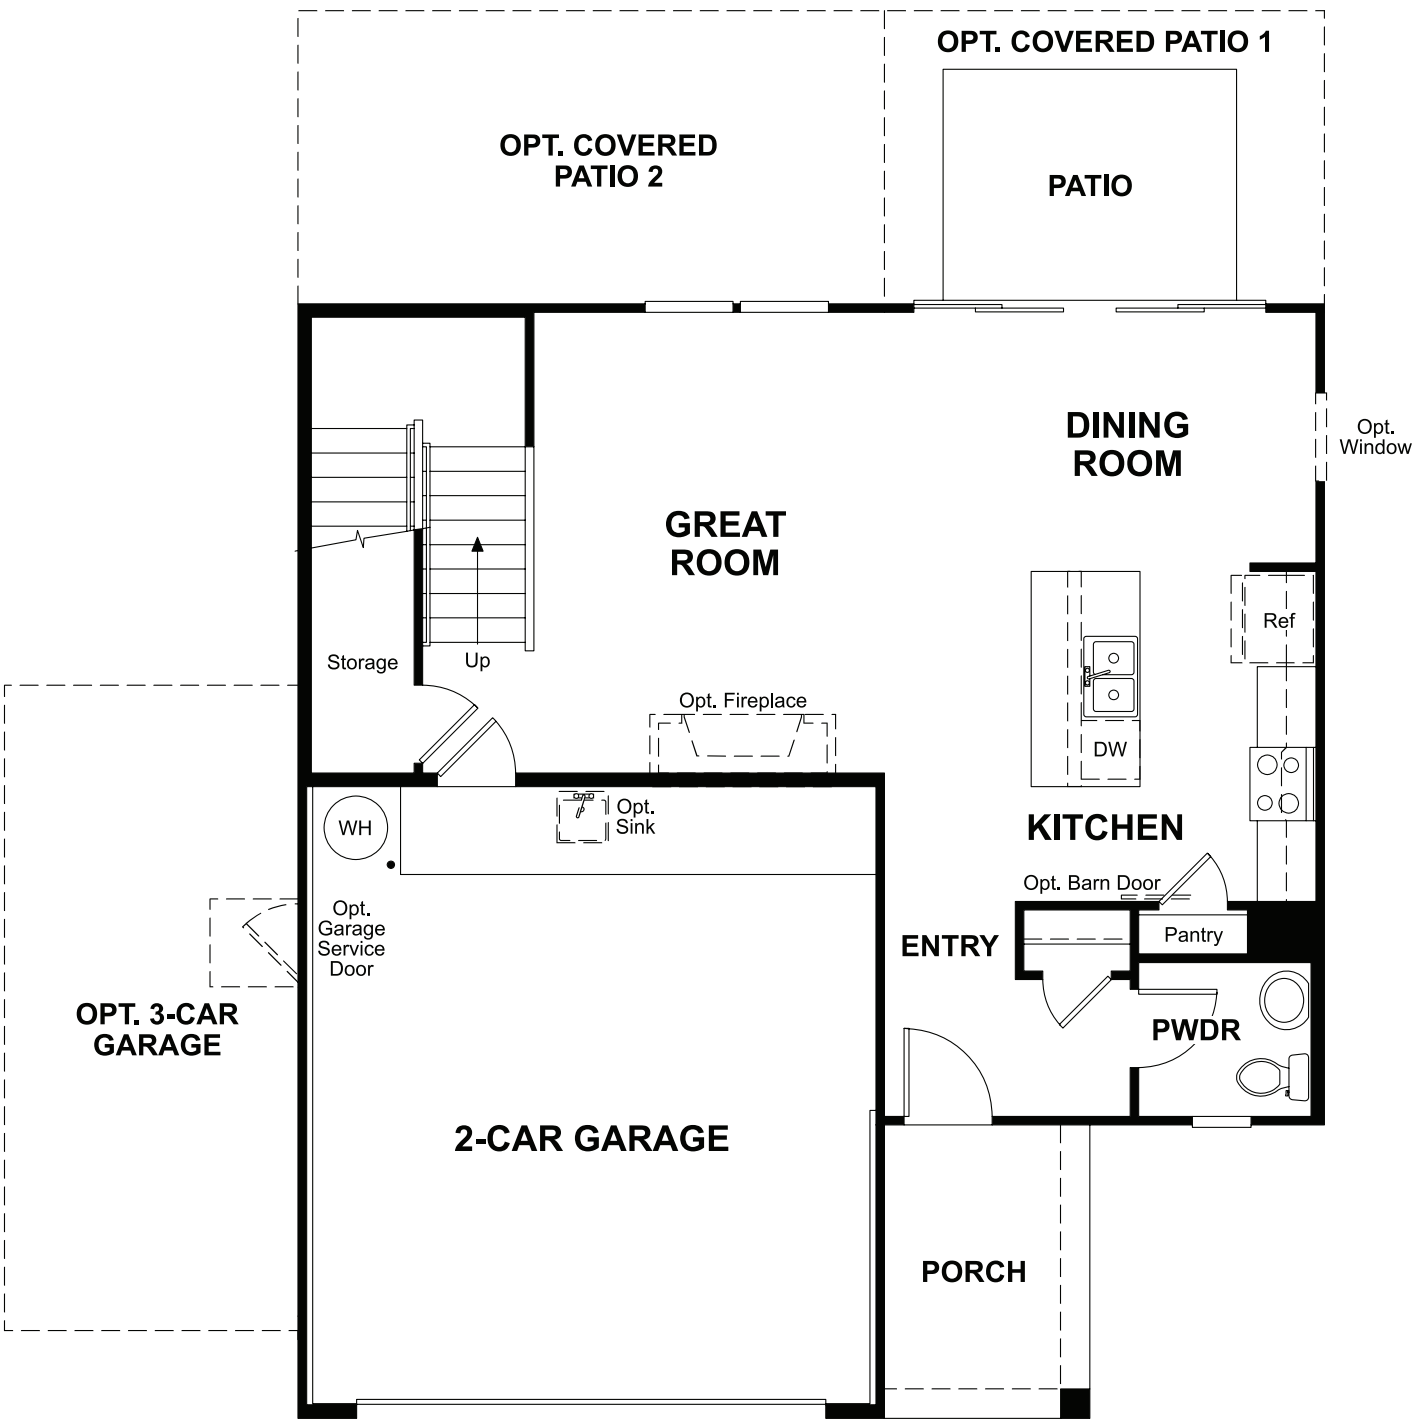 OPT. COVERED PATIO 1
OPT. COVERED
PATIO 2
PATIO
DINING
ROOM
Opt.
Window
GREAT
ROOM
Ref
Storage
Up
Opt. Fireplace
DW
WH
Opt.
Sink
KITCHEN
Opt. Barn Door
Opt.
Garage
Service
Door
ENTRY
Pantry
OPT. 3-CAR
GARAGE
PWDR
2-CAR GARAGE
PORCH